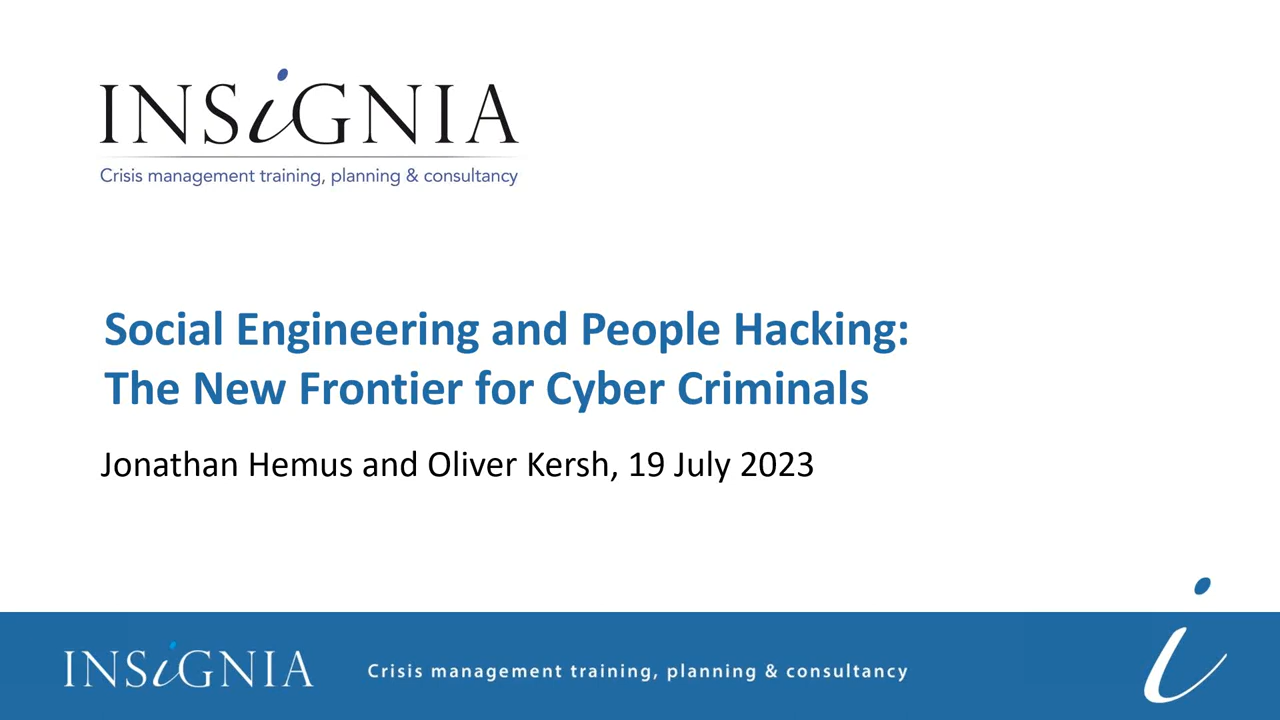 INSiGNIA
Crisis management training, planning & consultancy
Social Engineering and People Hacking:
The New Frontier for Cyber Criminals
Jonathan Hemus and Oliver Kersh, 19 July 2023
INSiGNIA
Crisis management training, planning & consultancy
i